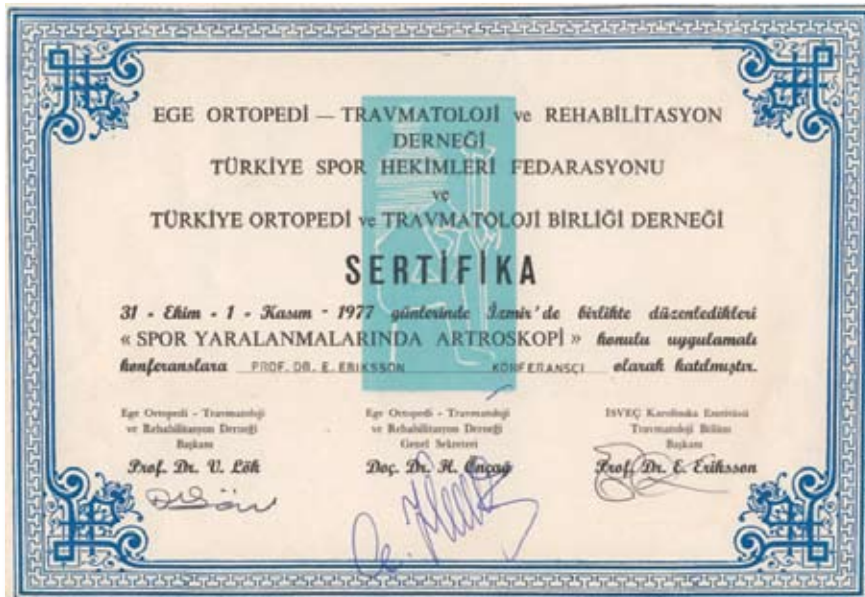 EGE ORTOPEDİ — TRAVMATOLOJİ ve REHABİLİTASYON
DERNEĞİ
TÜRKİYE SPOR HEKİMLERİ FEDARASYONU
ve
TÜRKİYE ORTOPEDİ ve TRAVMATOLOJİ BİRLİĞİ DERNEĞİ
SERTİFİKA
31 - Ekim - 1 - Kasım - 1977 günlerinde İzmir'de birlikte düzenledikleri
« SPOR YARALANMALARINDA ARTROSKOPİ » konulu uygulamalı
konferanslara PROF. DR. E. ERIKSSON KONFERANSÇI olarak katılmıştır.
Ege Ortopedi - Travmatoloji
ve Rehabilitasyon Derneği
Başkanı
Prof. Dr. V. Lök
Ege Ortopedi - Travmatoloji
ve Rehabilitasyon Derneği
Genel Sekreteri
Doç. Dr. H. Öncağ
İSVEÇ Karolinska Enstitüsü
Travmatoloji Bölüm
Başkanı
Prof. Dr. E. Eriksson